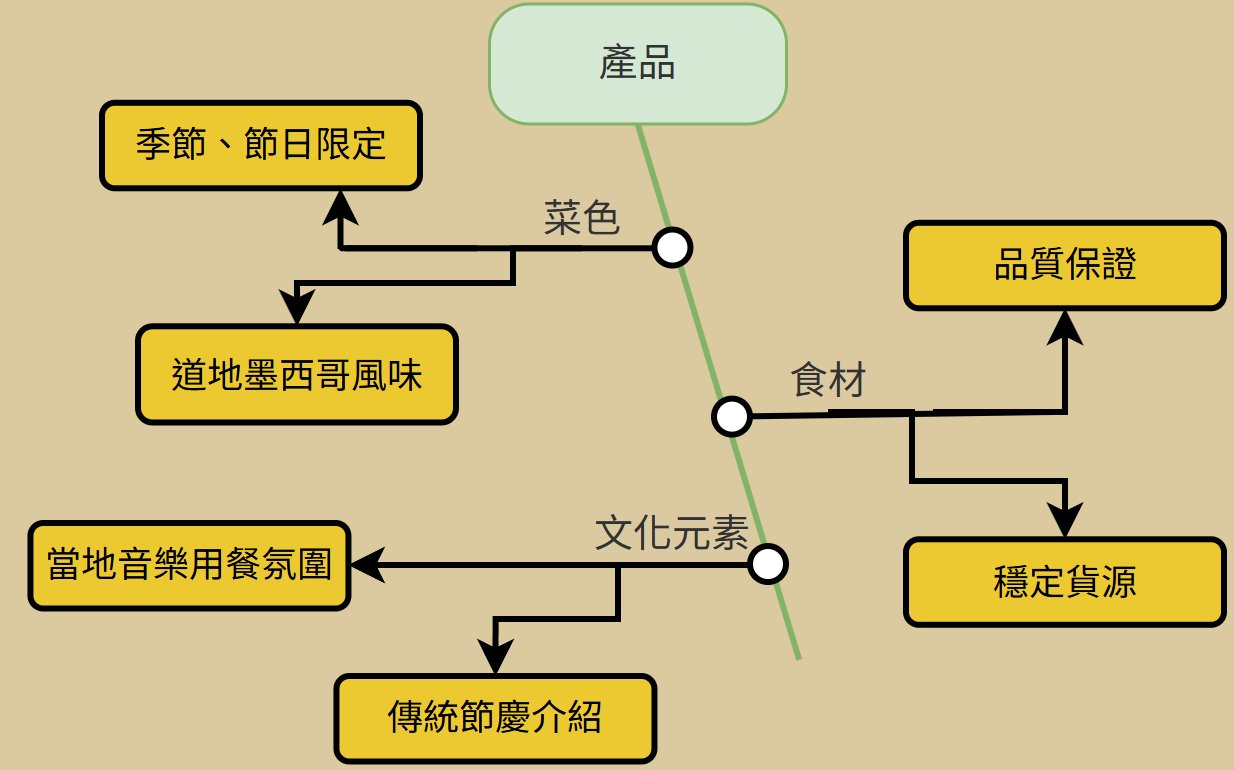 產品
季節、節日限定
菜色
品質保證
道地墨西哥風味
食材
文化元素
當地音樂用餐氛圍
穩定貨源
傳統節慶介紹